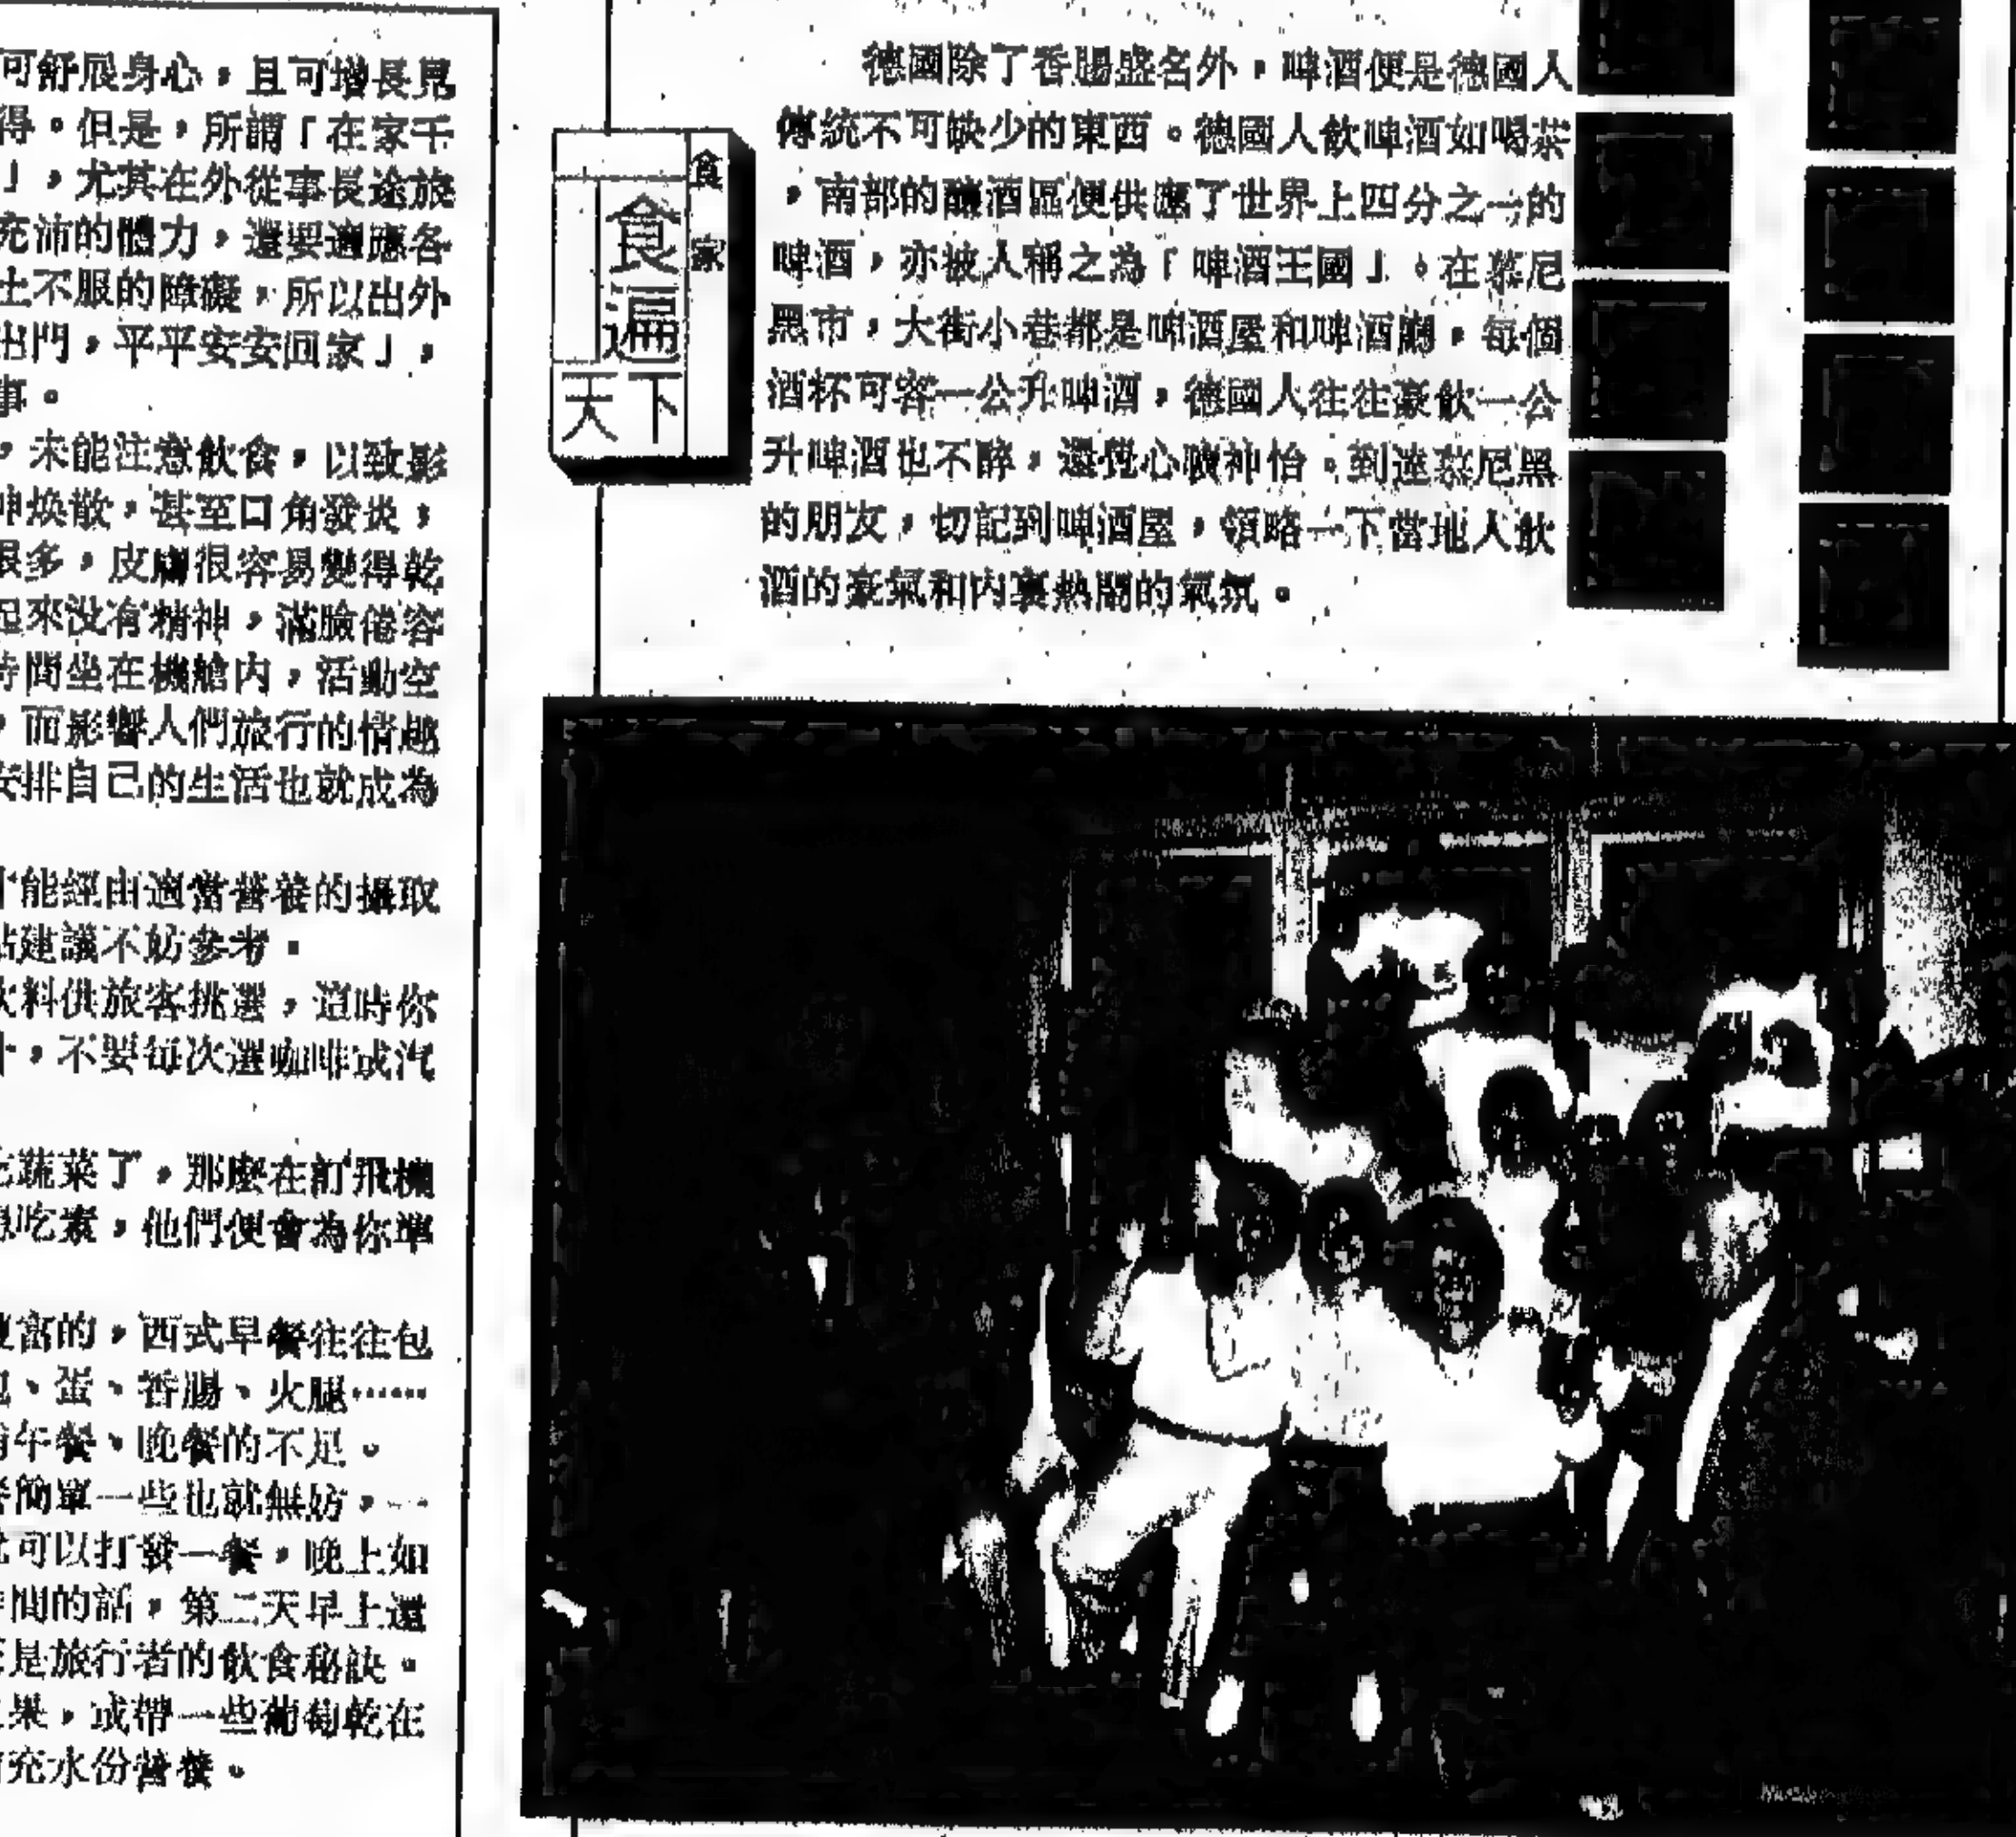 可舒展身心，且可增長見
得。但是，所謂「在家千
」，尤其在外從事長途旅
充沛的體力，還要適應各
土不服的障礙，所以出外
出門，平平安安回家」，
事。
，未能注意飲食，以致影
神煥散，甚至口角發炎，
很多，皮膚很容易變得乾
起來没有精神，滿臉倦容
時間坐在機艙内，活動空
，而影響人們旅行的情趣
安排自己的生活也就成為
能經由適當營養的攝取
點建議不妨參考。
飲料供旅客挑選，這時你
，不要每次選咖啡或汽
蔬菜了，那麼在訂飛機
想吃素，他們便會為你準
豐富的，西式早餐往往包
、蛋、香腸、火腿……
午餐、晚餐的不足。
簡單一些也就無妨，一
可以打發一餐，晚上如
時間的話，第二天早上還
是旅行者的飲食秘訣。
果，或帶一些葡萄乾在
充水份營養。
食家
食遍
天下
德國除了香腸盛名外，啤酒便是德國人
傳統不可缺少的東西。德國人飲啤酒如喝茶
，南部的釀酒區便供應了世界上四分之一的
啤酒，亦被人稱之為「啤酒王國」。在慕尼
黑市，大街小巷都是啤酒屋和啤酒廳，每個
酒杯可容一公升啤酒，德國人往往豪飲一公
升啤酒也不醉，還覺心曠神怡。到達慕尼黑
的朋友，切記到啤酒屋，領略一下當地人飲
酒的豪氣和内裏熱鬧的氣氛。